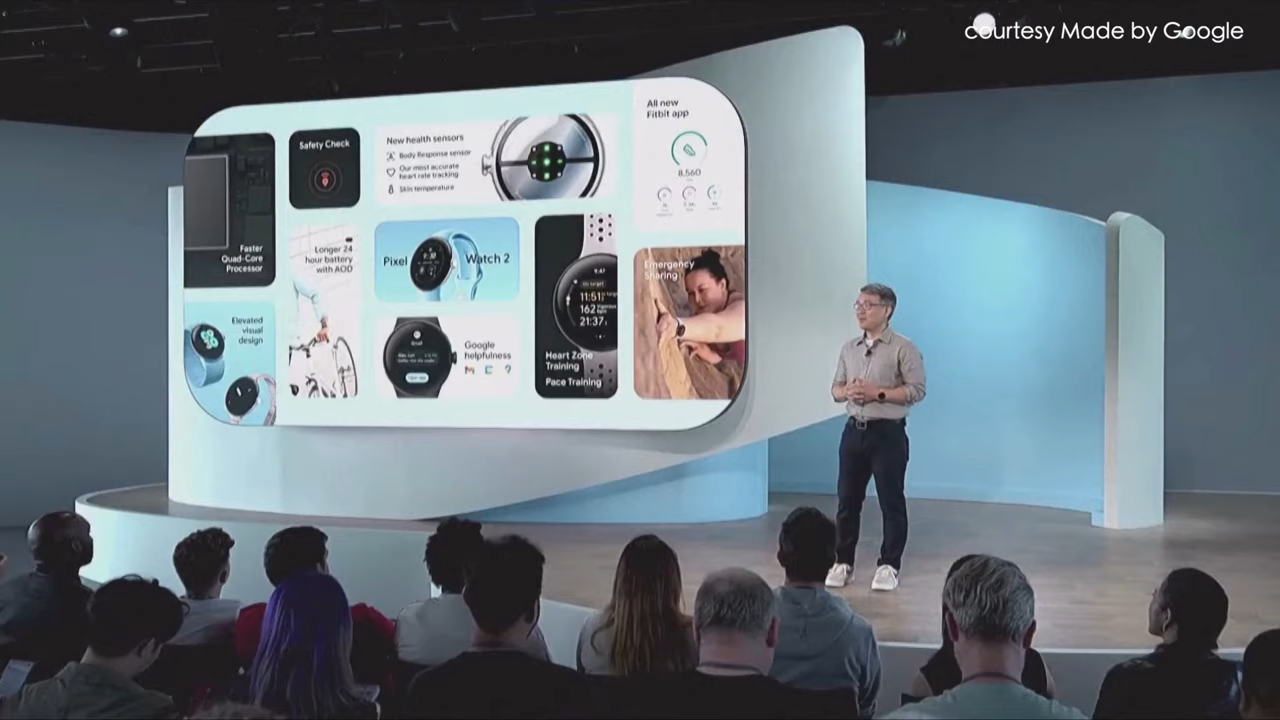 courtesy Made by Google
Faster
Quad-Core
Processor
Safety Check
New health sensors
Body Response sensor
Our most accurate
heart rate tracking
Skin temperature
All new
Fitbit app
8,560
Longer 24
hour battery
with AOD
Pixel Watch 2
9:47
11:51
162
21:37
Heart Zone
Training
Pace Training
Emergency
Sharing
Elevated
visual
design
Google
helpfulness